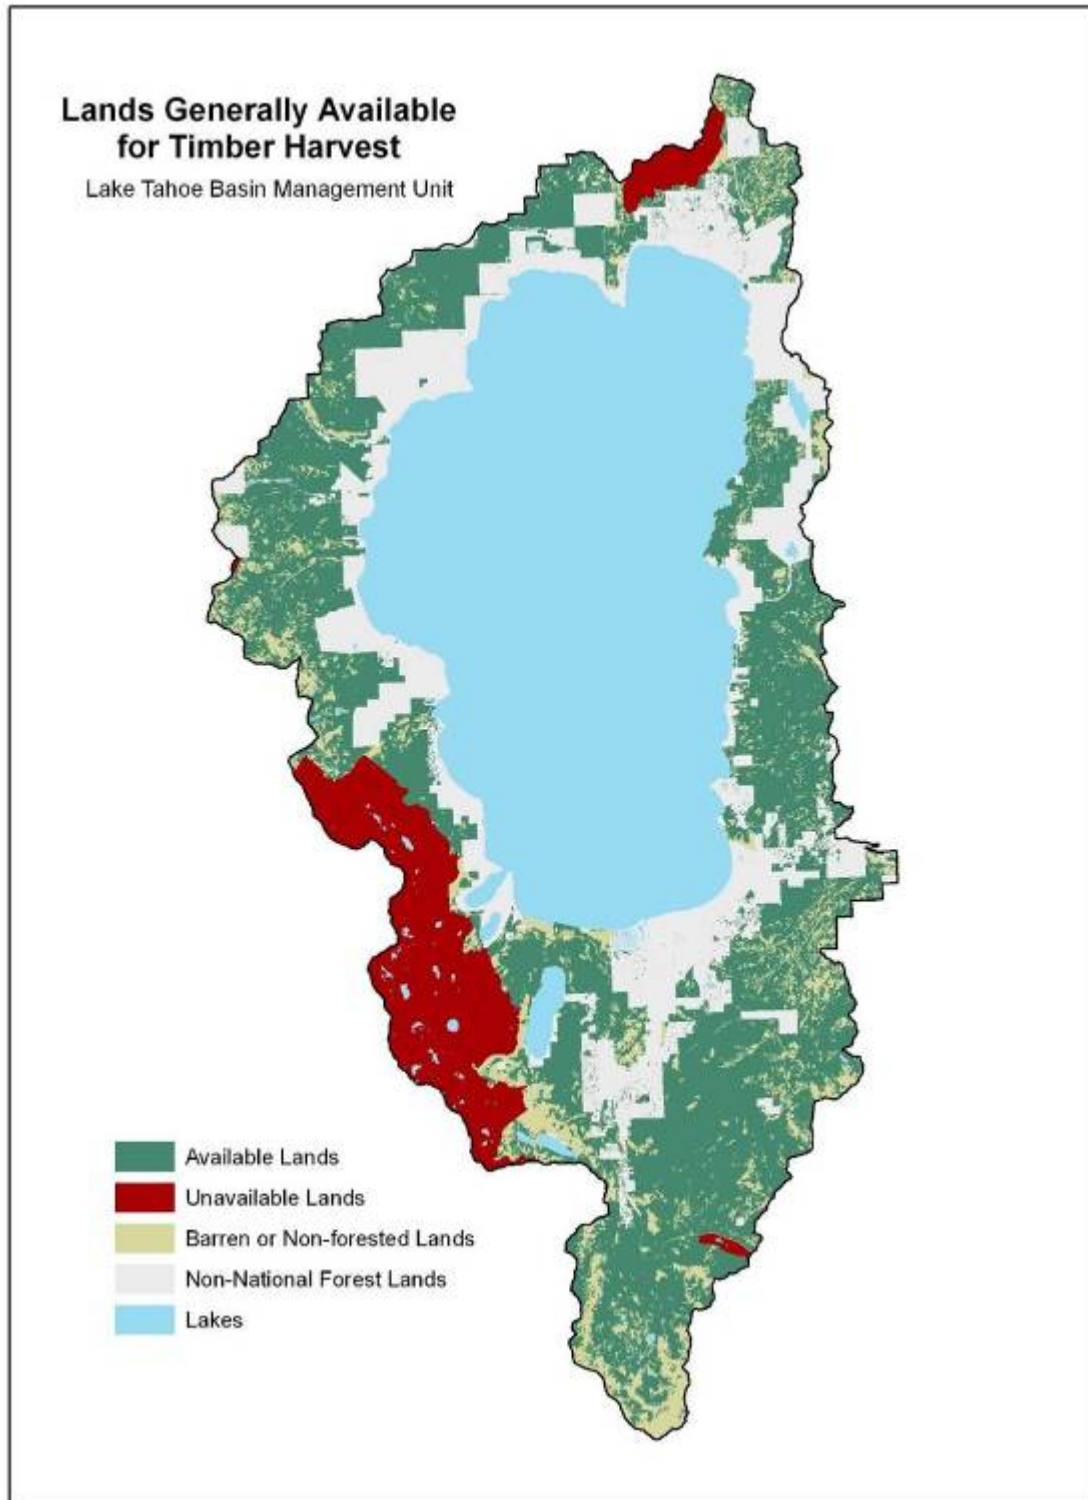 Lands Generally Available
for Timber Harvest
Lake Tahoe Basin Management Unit
Available Lands
Unavailable Lands
Barren or Non-forested Lands
Non-National Forest Lands
Lakes